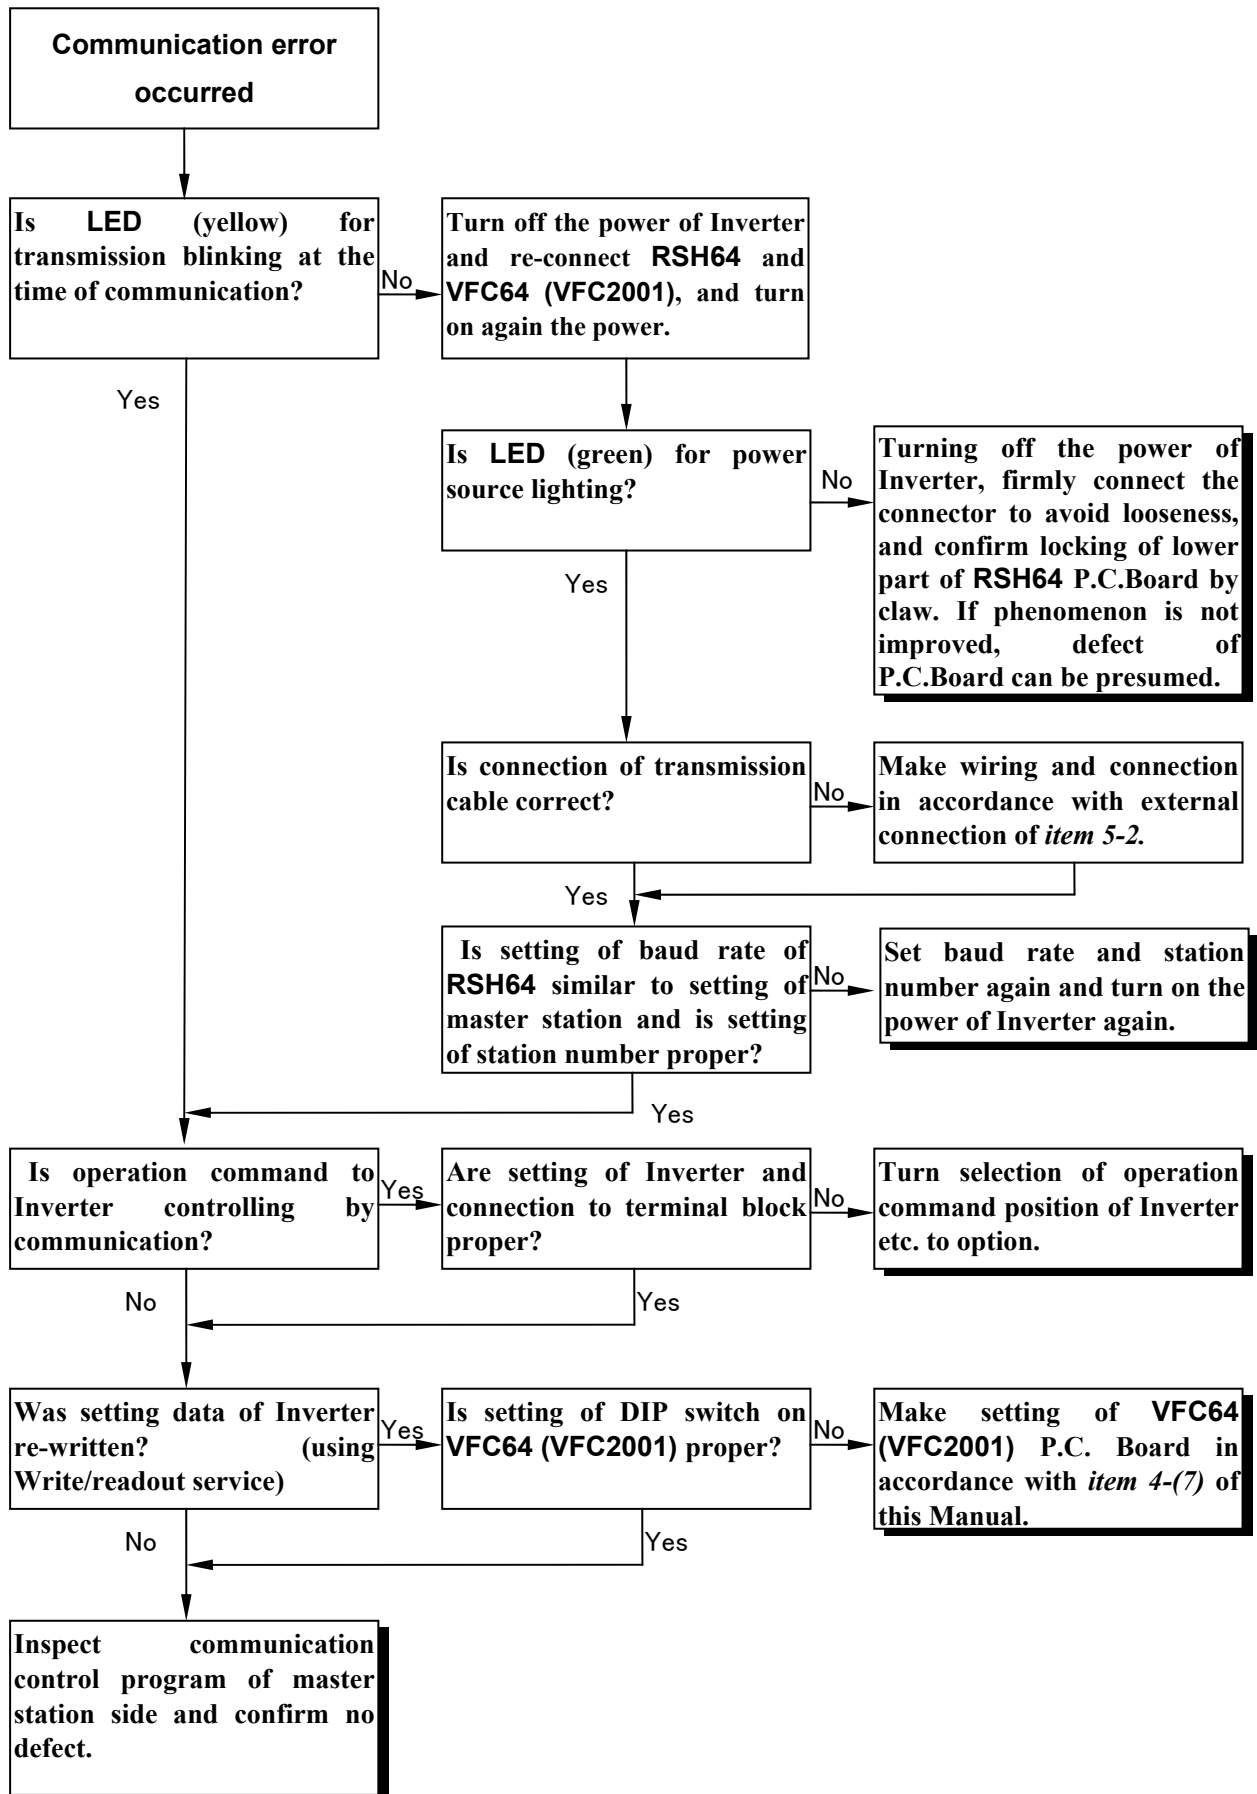 Communication error
occurred
Is LED (yellow) for
transmission blinking at the
time of communication?
No
Turn off the power of Inverter
and re-connect RSH64 and
VFC64 (VFC2001), and turn
on again the power.
Yes
Is LED (green) for power
source lighting?
No
Turning off the power of
Inverter, firmly connect the
connector to avoid looseness,
and confirm locking of lower
part of RSH64 P.C.Board by
claw. If phenomenon is not
improved, defect of
P.C.Board can be presumed.
Yes
Is connection of transmission
cable correct?
No
Make wiring and connection
in accordance with external
connection of item 5-2.
Yes
Is setting of baud rate of
RSH64 similar to setting of
master station and is setting
of station number proper?
No
Set baud rate and station
number again and turn on the
power of Inverter again.
Yes
Is operation command to
Inverter controlling by
communication?
Yes
Are setting of Inverter and
connection to terminal block
proper?
No
Turn selection of operation
command position of Inverter
etc. to option.
No
Yes
Was setting data of Inverter
re-written? (using
Write/readout service)
Yes
Is setting of DIP switch on
VFC64 (VFC2001) proper?
No
Make setting of VFC64
(VFC2001) P.C. Board in
accordance with item 4-(7) of
this Manual.
No
Yes
Inspect communication
control program of master
station side and confirm no
defect.